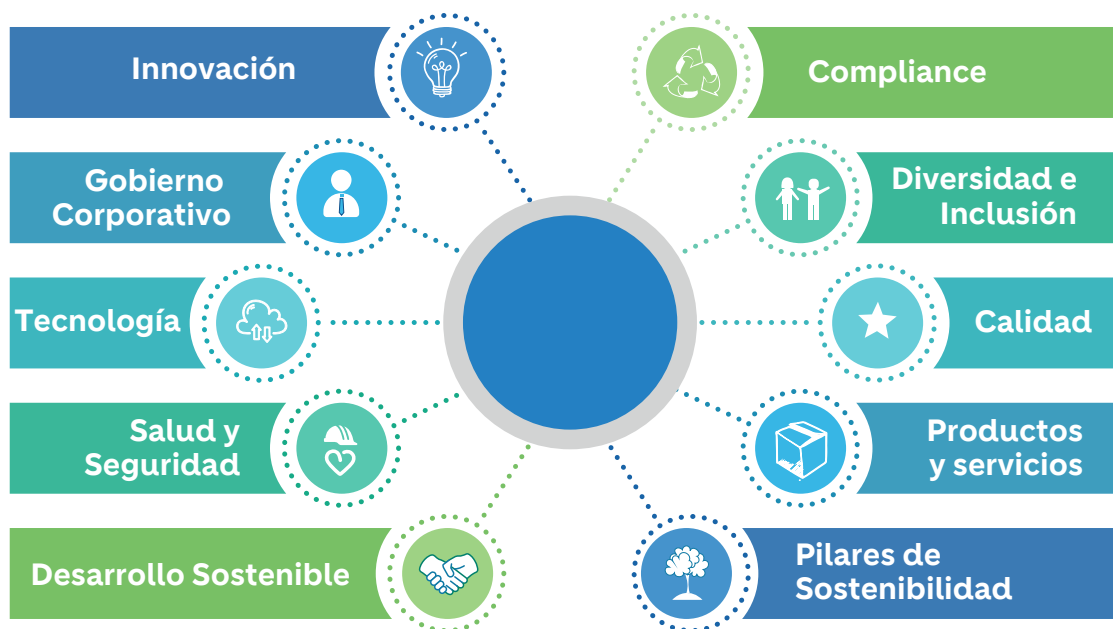 Innovación
Compliance
Gobierno
Corporativo
Diversidad e
Inclusión
Tecnología
Calidad
Salud y
Seguridad
Productos
y servicios
Desarrollo Sostenible
Pilares de
Sostenibilidad